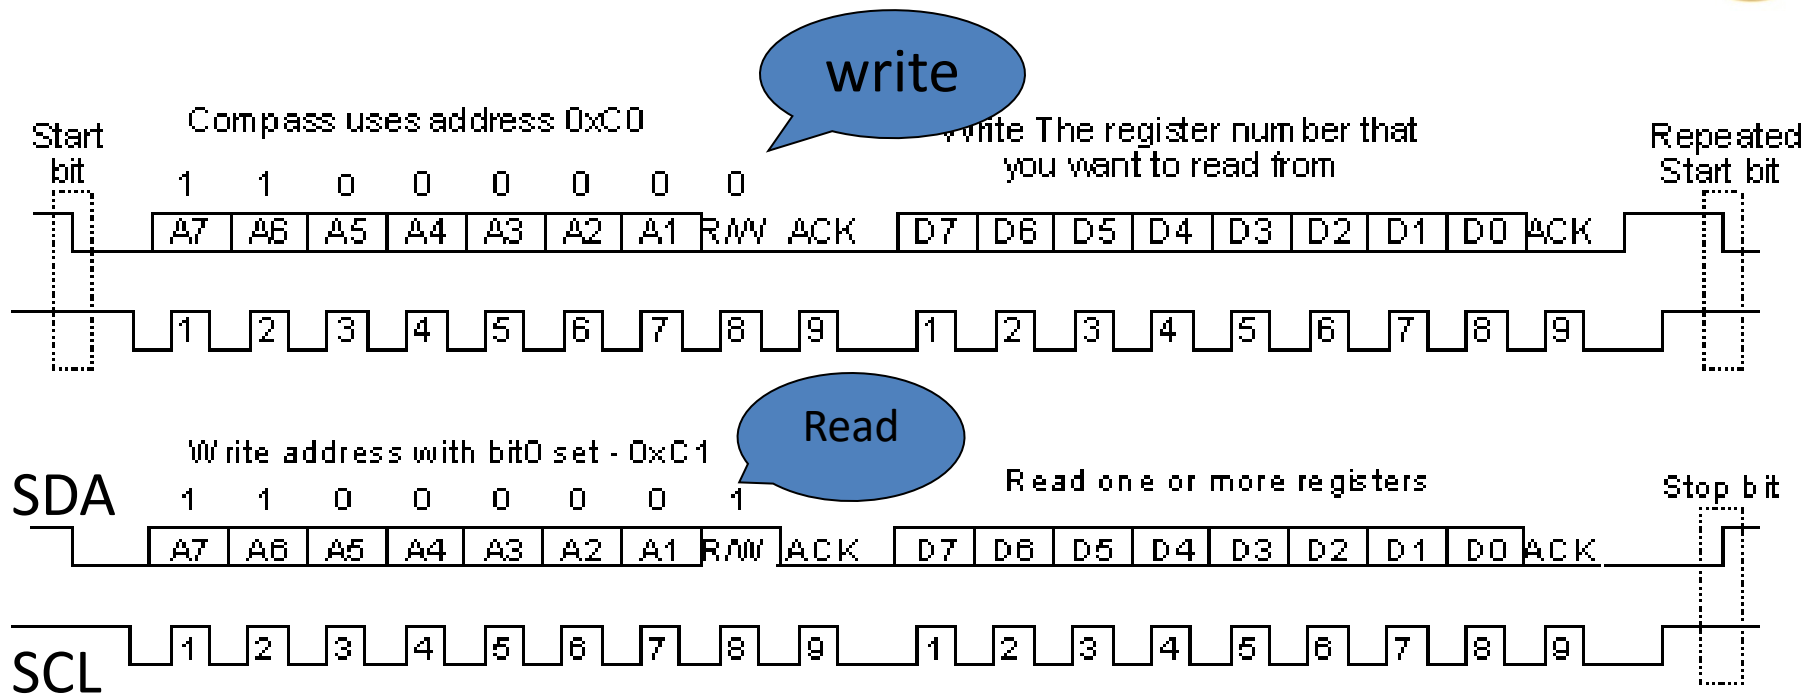 write
Compass uses address 0xC0
Start
bit
Write The register number that
you want to read from
Repeated
Start bit
1 1 0 0 0 0 0 0
A7 A6 A5 A4 A3 A2 A1 R/W ACK D7 D6 D5 D4 D3 D2 D1 D0 ACK
1 2 3 4 5 6 7 8 9 1 2 3 4 5 6 7 8 9
Read
Write address with bit0 set - 0xC1
Read one or more registers
Stop bit
SDA
1 1 0 0 0 0 0 1
A7 A6 A5 A4 A3 A2 A1 R/W ACK D7 D6 D5 D4 D3 D2 D1 D0 ACK
1 2 3 4 5 6 7 8 9 1 2 3 4 5 6 7 8 9
SCL